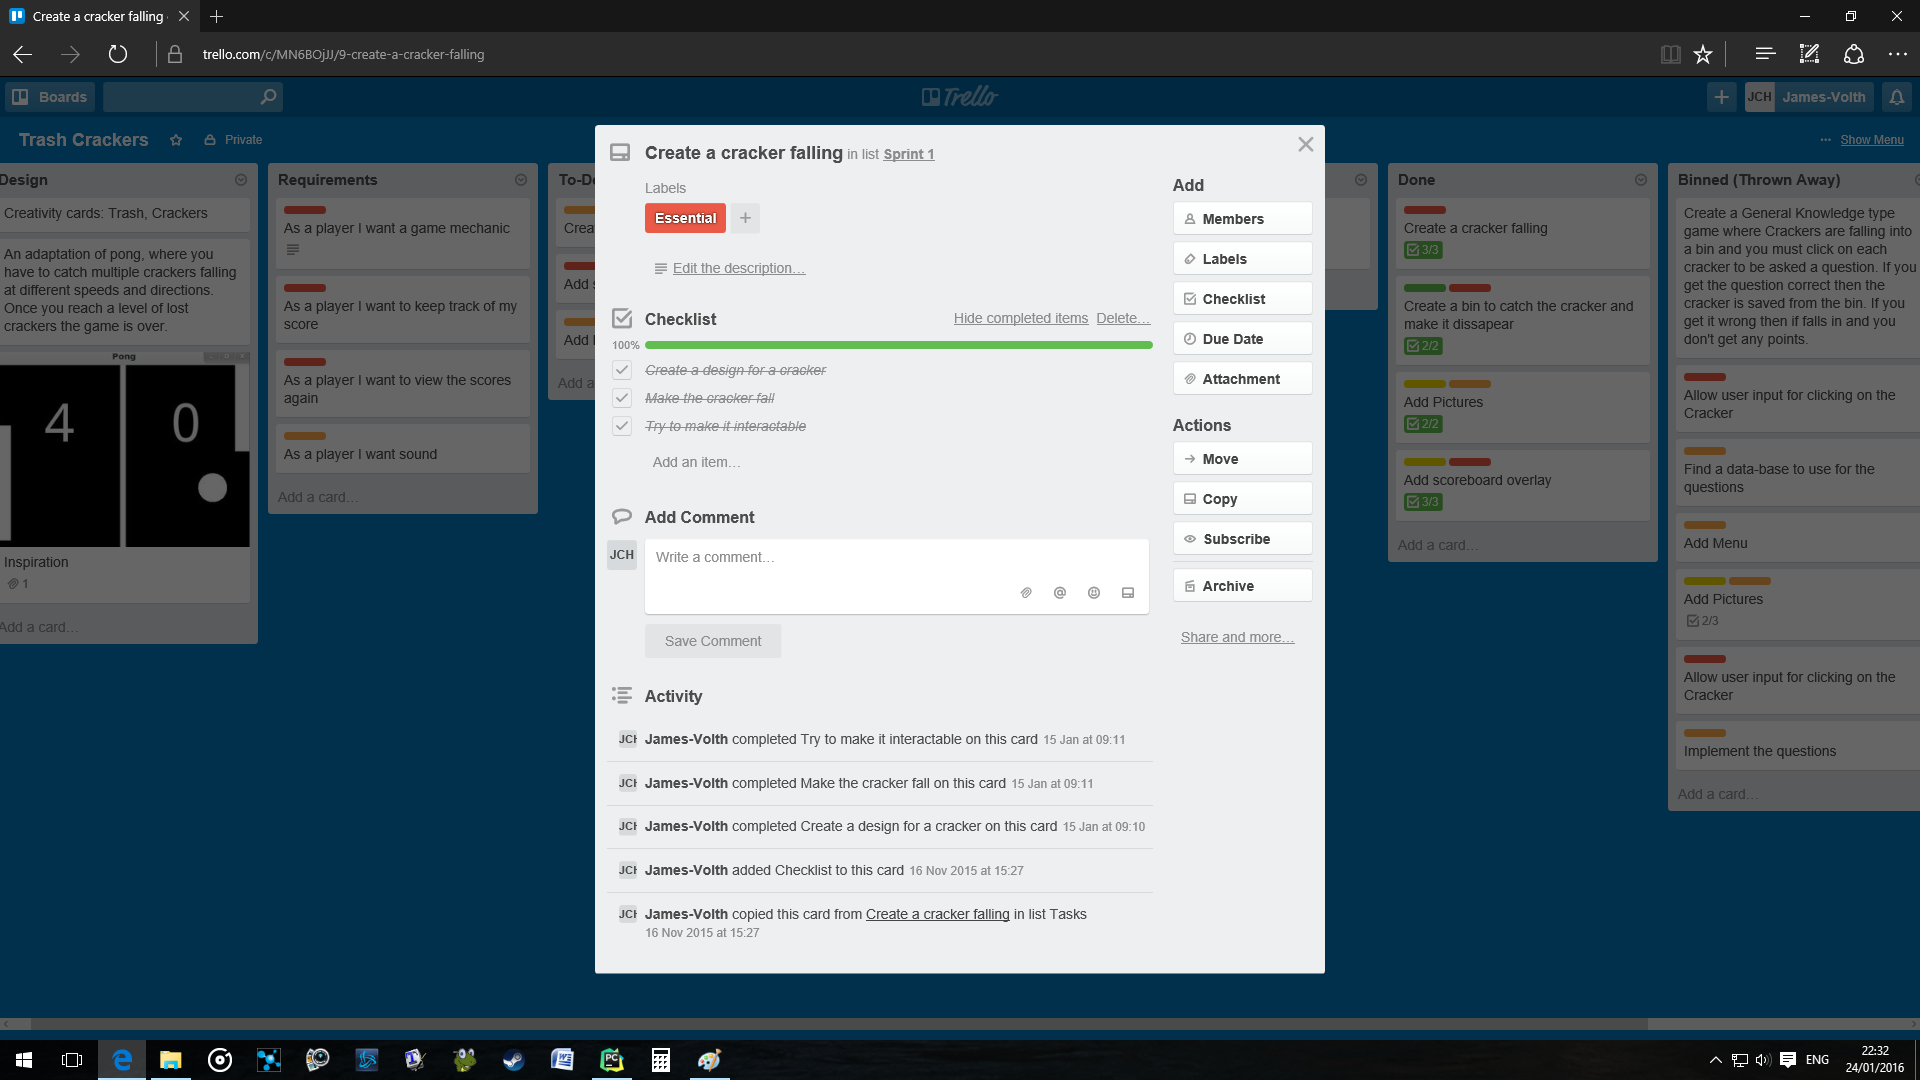 Create a cracker falling
trello.com/c/MN6BOjJJ/9-create-a-cracker-falling
Boards
Trello
JCH James-Volth
Trash Crackers
Private
Show Menu
Design
Creativity cards: Trash, Crackers
An adaptation of pong, where you
have to catch multiple crackers falling
at different speeds and directions.
Once you reach a level of lost
crackers the game is over.
Pong
4 0
Inspiration
1
Add a card…
Requirements
As a player I want a game mechanic
As a player I want to keep track of my
score
As a player I want to view the scores
again
As a player I want sound
Add a card…
To-D
Crea
Add s
Add
Add a
Create a cracker falling in list Sprint 1
Labels
Essential
Edit the description…
Checklist
Hide completed items Delete…
100%
Create a design for a cracker
Make the cracker fall
Try to make it interactable
Add an item…
Add Comment
JCH
Write a comment…
Save Comment
Activity
JCH James-Volth completed Try to make it interactable on this card 15 Jan at 09:11
JCH James-Volth completed Make the cracker fall on this card 15 Jan at 09:11
JCH James-Volth completed Create a design for a cracker on this card 15 Jan at 09:10
JCH James-Volth added Checklist to this card 16 Nov 2015 at 15:27
JCH James-Volth copied this card from Create a cracker falling in list Tasks
16 Nov 2015 at 15:27
Add
Members
Labels
Checklist
Due Date
Attachment
Actions
Move
Copy
Subscribe
Archive
Share and more…
Done
Create a cracker falling
3/3
Create a bin to catch the cracker and
make it dissapear
2/2
Add Pictures
2/2
Add scoreboard overlay
3/3
Add a card…
Binned (Thrown Away)
Create a General Knowledge type
game where Crackers are falling into
a bin and you must click on each
cracker to be asked a question. If you
get the question correct then the
cracker is saved from the bin. If you
get it wrong then if falls in and you
don't get any points.
Allow user input for clicking on the
Cracker
Find a data-base to use for the
questions
Add Menu
Add Pictures
2/3
Allow user input for clicking on the
Cracker
Implement the questions
Add a card…
ENG
22:32
24/01/2016